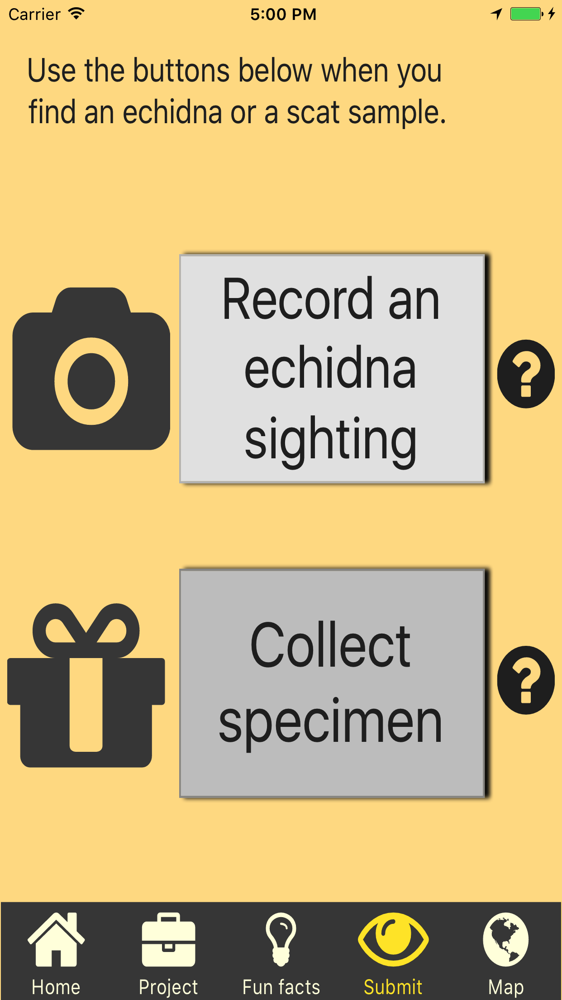 Carrier 5:00 PM
Use the buttons below when you
find an echidna or a scat sample.
Record an
echidna
sighting
Collect
specimen
Home Project Fun facts Submit Map